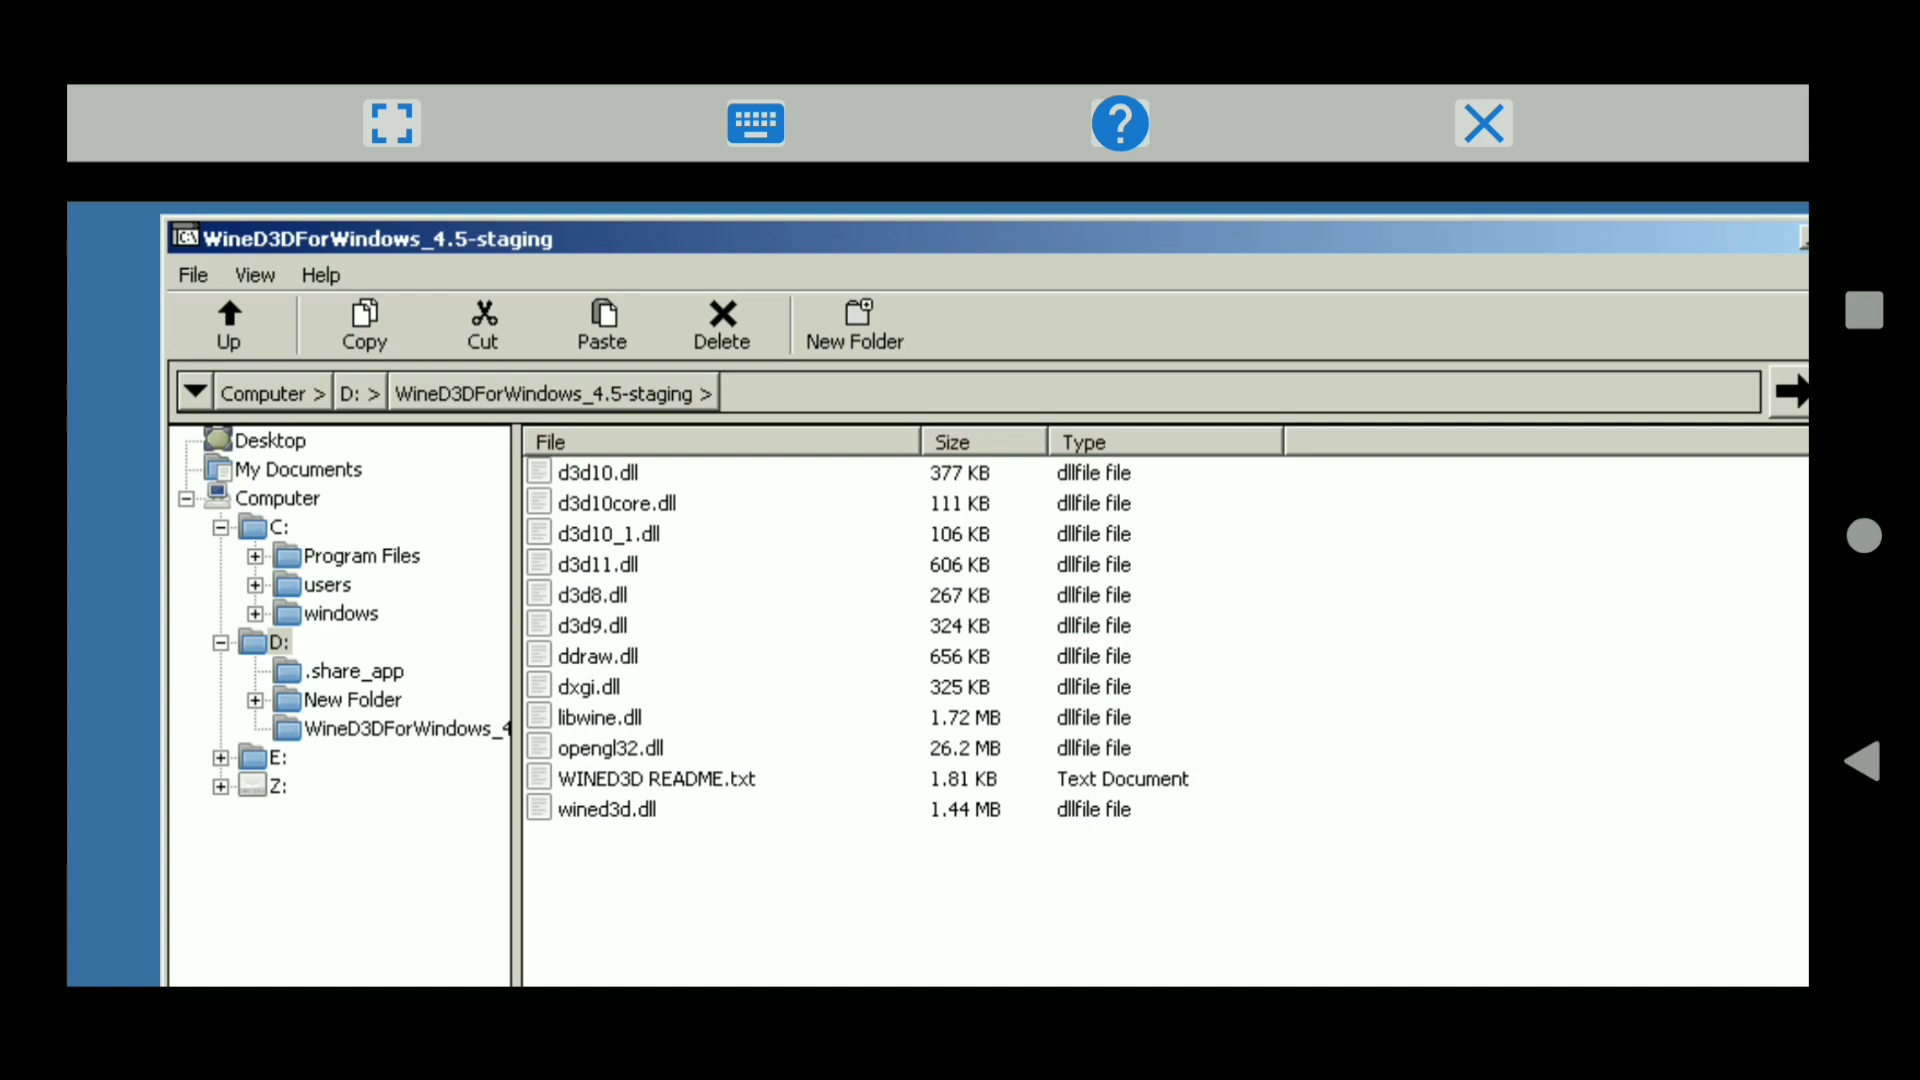 WineD3DForWindows_4.5-staging
File View Help
Up Copy Cut Paste Delete New Folder
Computer > D: > WineD3DForWindows_4.5-staging >
Desktop
My Documents
Computer
C:
Program Files
users
windows
D:
.share_app
New Folder
WineD3DForWindows_4
E:
Z:
File Size Type
d3d10.dll 377 KB dllfile file
d3d10core.dll 111 KB dllfile file
d3d10_1.dll 106 KB dllfile file
d3d11.dll 606 KB dllfile file
d3d8.dll 267 KB dllfile file
d3d9.dll 324 KB dllfile file
ddraw.dll 656 KB dllfile file
dxgi.dll 325 KB dllfile file
libwine.dll 1.72 MB dllfile file
opengl32.dll 26.2 MB dllfile file
WINED3D README.txt 1.81 KB Text Document
wined3d.dll 1.44 MB dllfile file